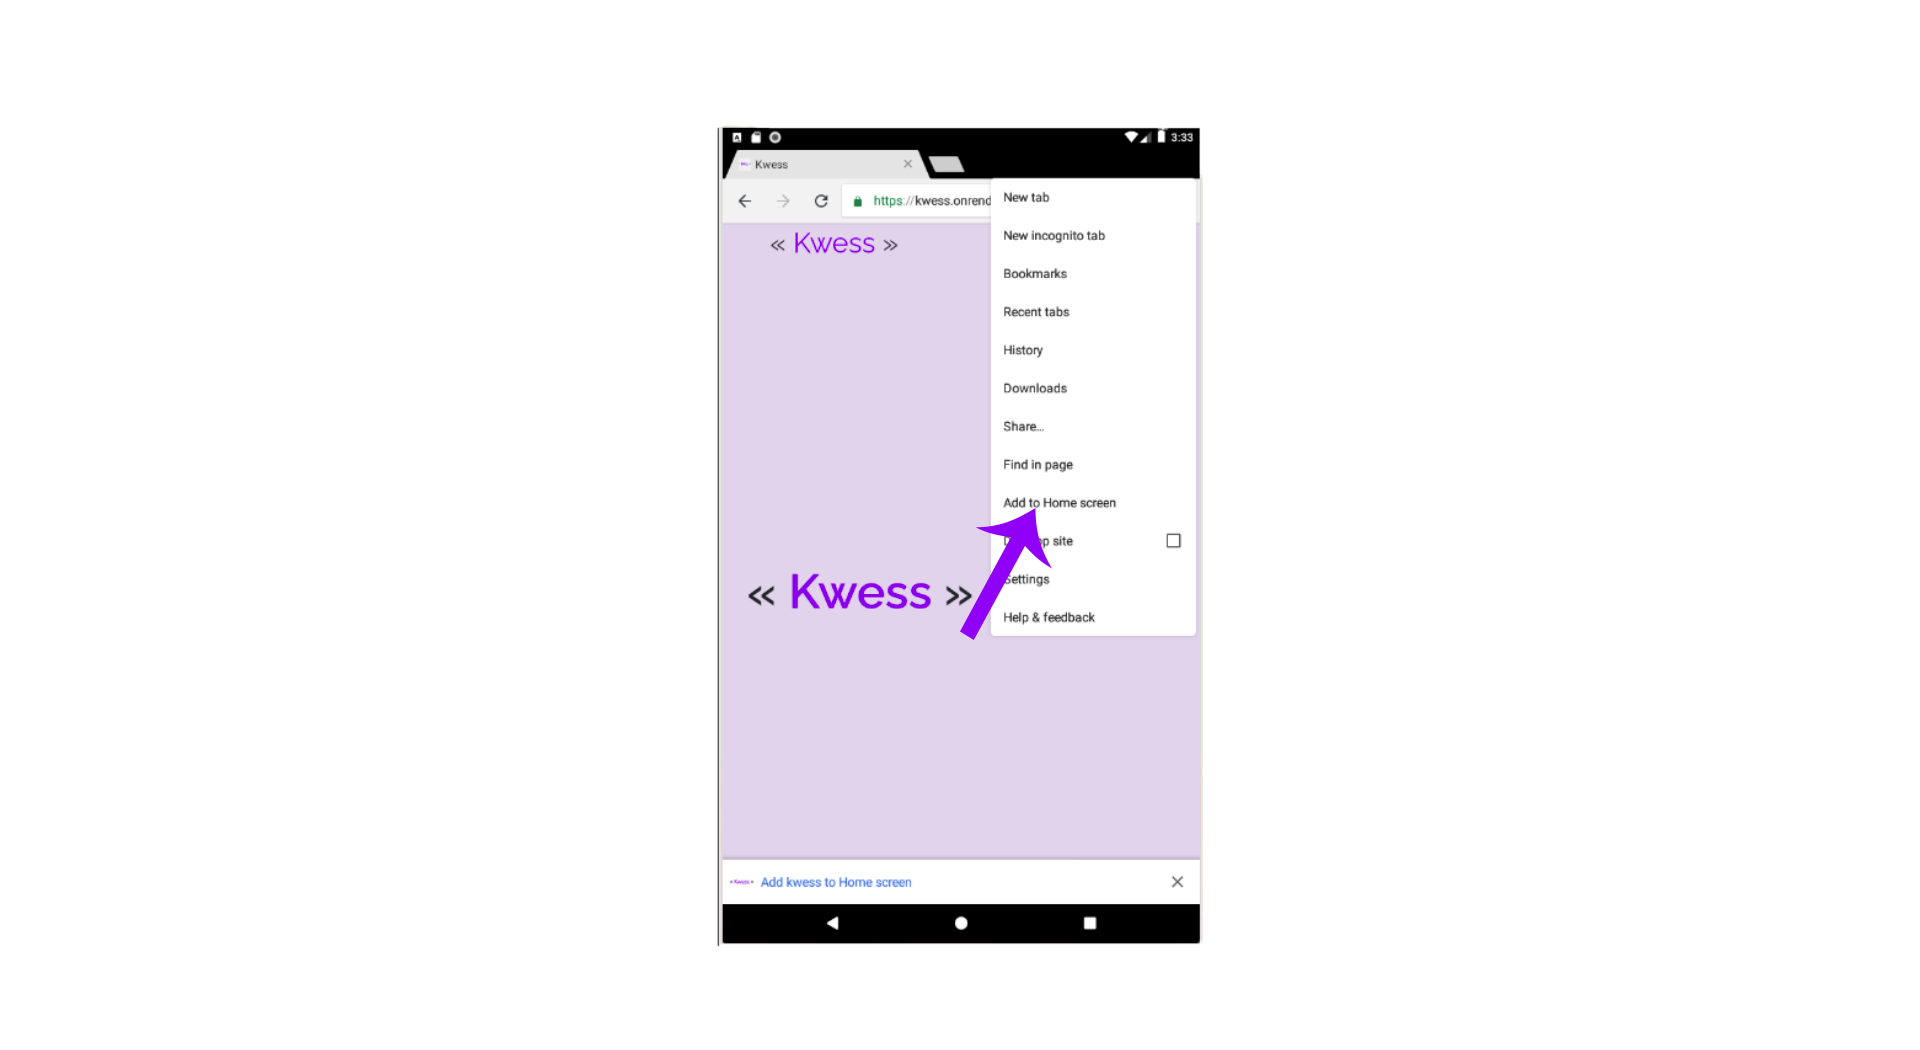 3:33
Kwess
https://kwess.onrend
« Kwess »
New tab
New incognito tab
Bookmarks
Recent tabs
History
Downloads
Share...
Find in page
Add to Home screen
site
Settings
Help & feedback
« Kwess »
«Kwess»
Add kwess to Home screen